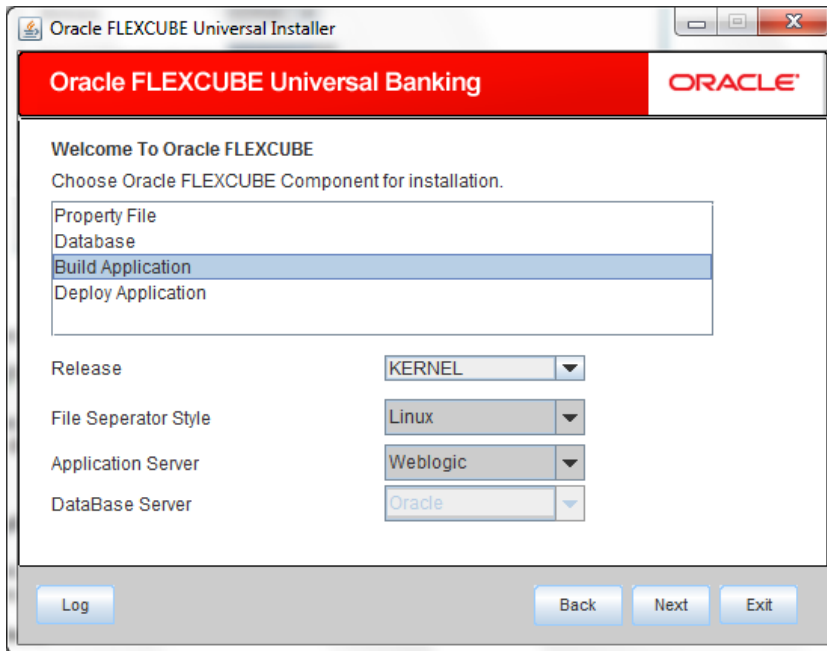 Oracle FLEXCUBE Universal Installer
Oracle FLEXCUBE Universal Banking
ORACLE
Welcome To Oracle FLEXCUBE
Choose Oracle FLEXCUBE Component for installation.
Property File
Database
Build Application
Deploy Application
Release KERNEL
File Seperator Style Linux
Application Server Weblogic
DataBase Server Oracle
Log Back Next Exit